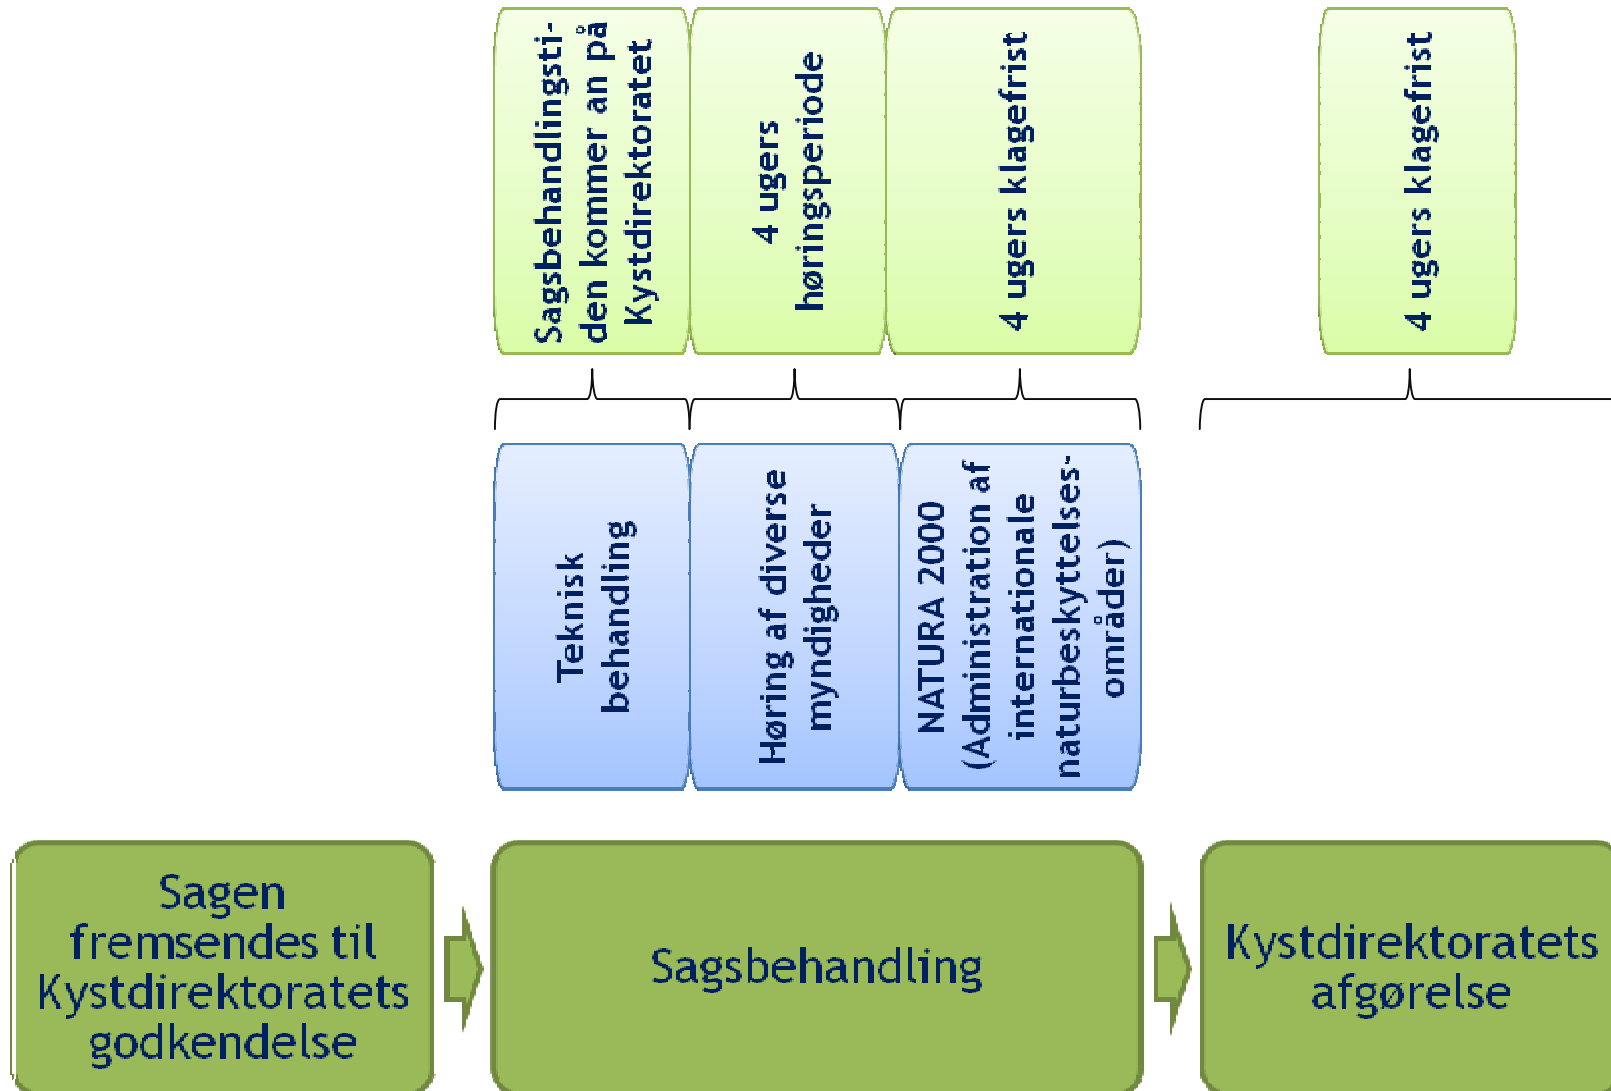 Sagsbehandlingsti-
den kommer an på
Kystdirektoratet
4 ugers
høringsperiode
4 ugers klagefrist
4 ugers klagefrist
Teknisk
behandling
Høring af diverse
myndigheder
NATURA 2000
(Administration af
internationale
naturbeskyttelses-
områder)
Sagen
fremsendes til
Kystdirektoratets
godkendelse
Sagsbehandling
Kystdirektoratets
afgørelse